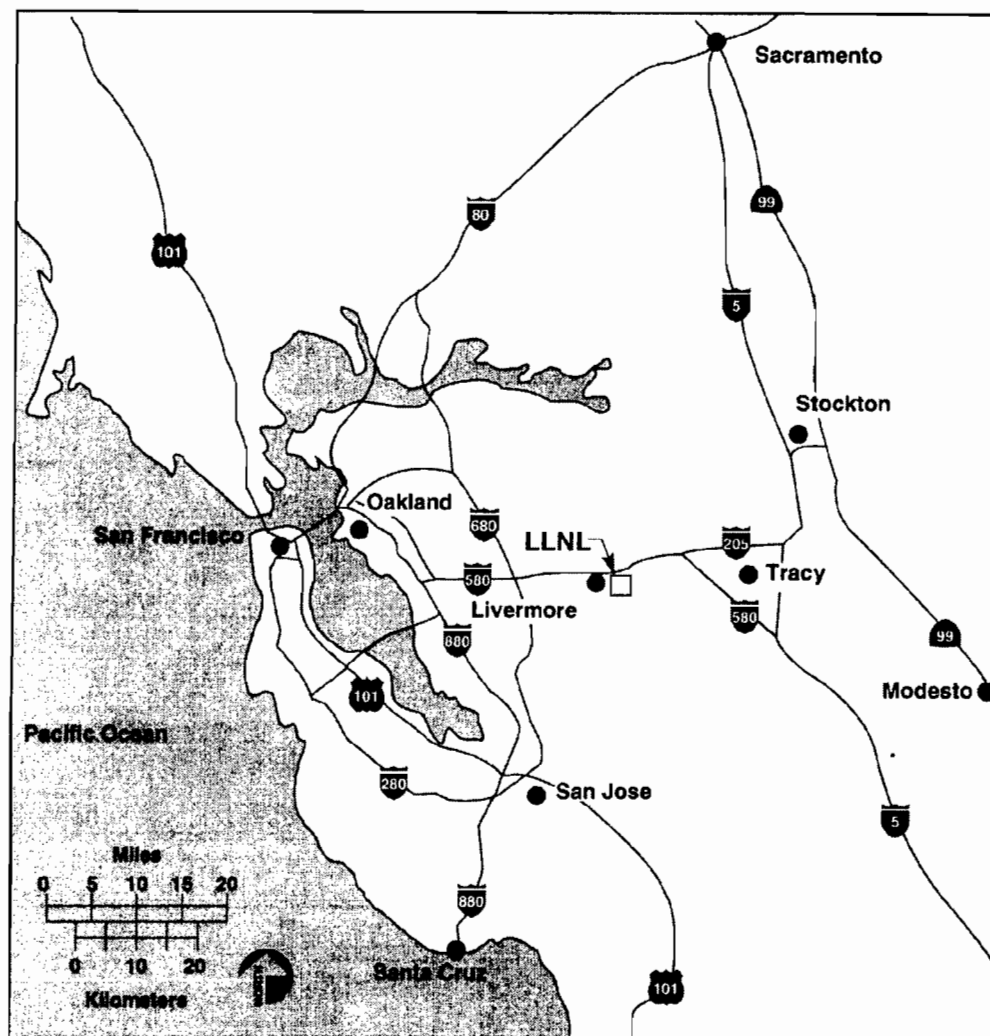 Sacramento
80
99
101
5
Stockton
Oakland
San Francisco
680
LLNL
205
580
Tracy
Livermore
580
880
99
101
Modesto
Pacific Ocean
280
San Jose
5
Miles
0 5 10 15 20
880
0 10 20
Kilometers
NORTH
Santa Cruz
101